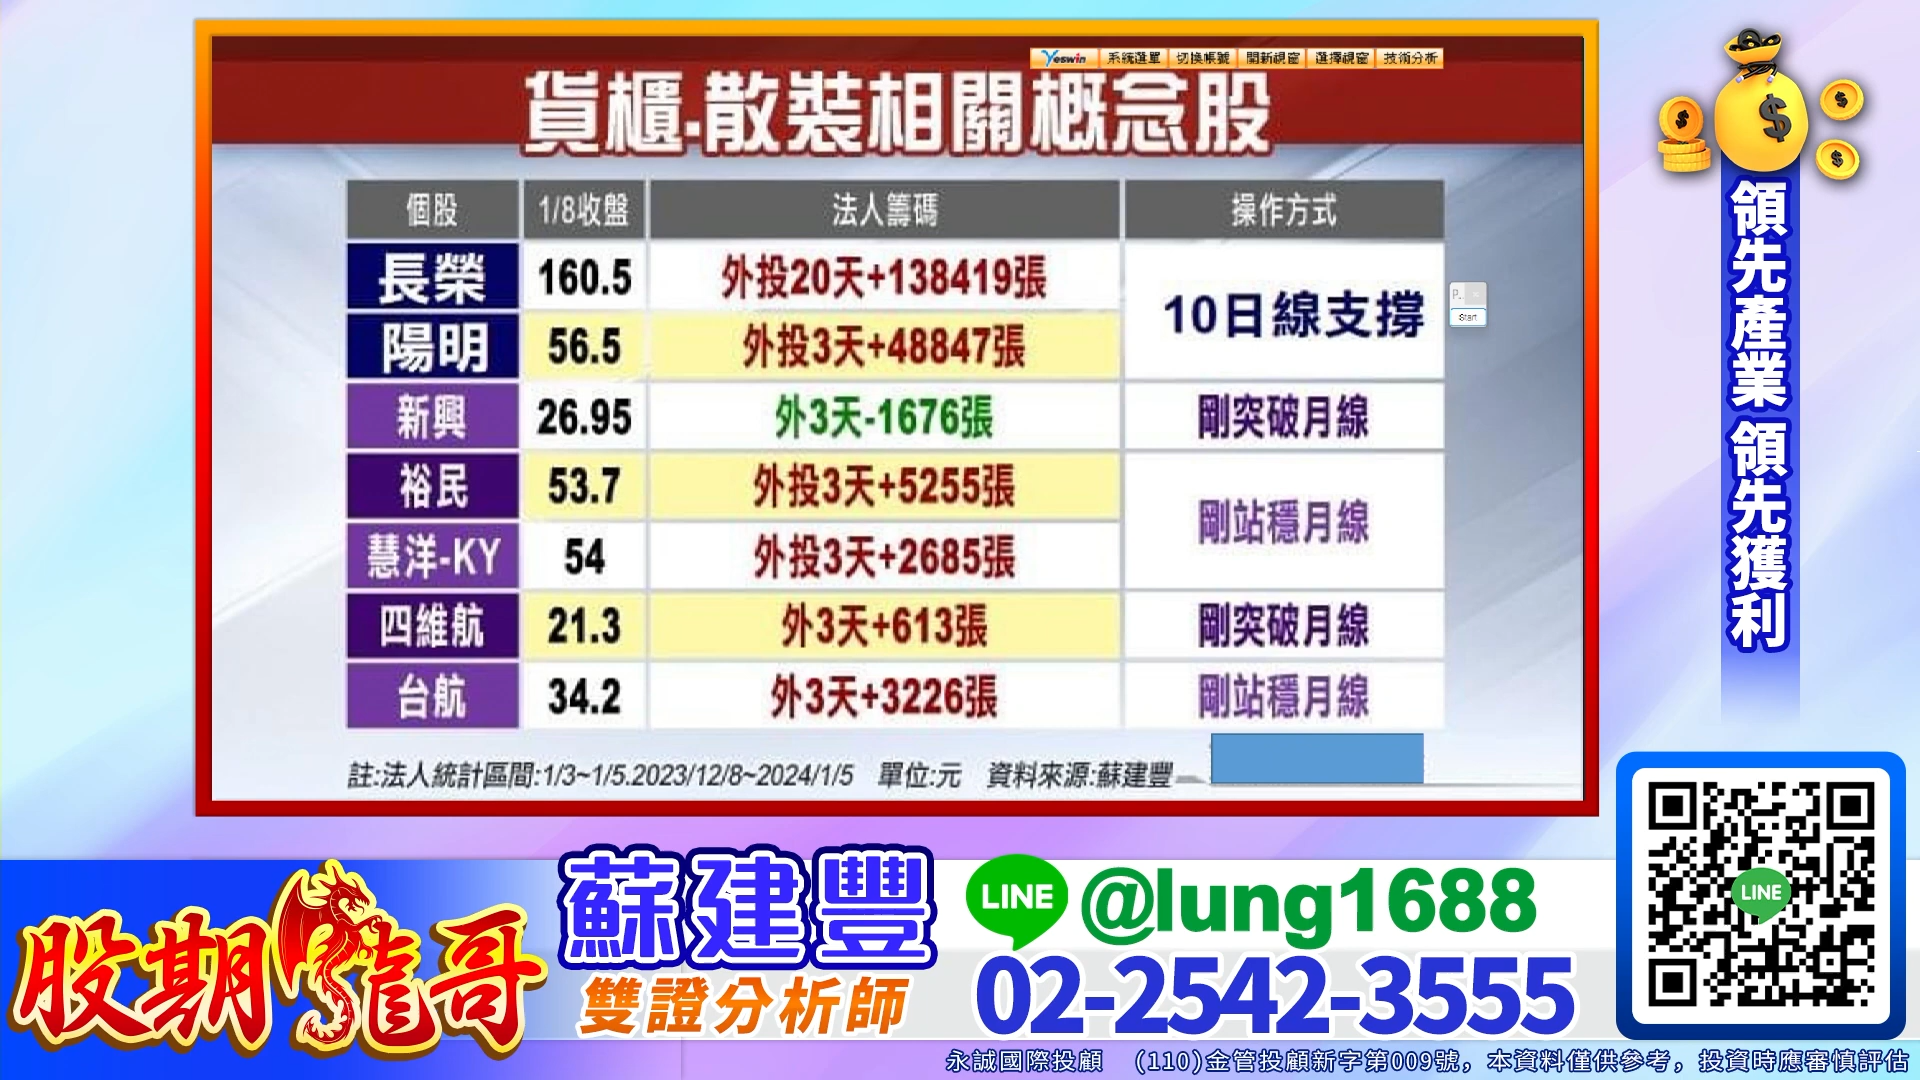 Yeswin 系統選單 切換帳號 開新視窗 選擇視窗 技術分析
貨櫃.散裝相關概念股
個股 1/8收盤 法人籌碼 操作方式
長榮 160.5 外投20天+138419張
10日線支撐
陽明 56.5 外投3天+48847張
新興 26.95 外3天-1676張 剛突破月線
裕民 53.7 外投3天+5255張
剛站穩月線
慧洋-KY 54 外投3天+2685張
四維航 21.3 外3天+613張 剛突破月線
台航 34.2 外3天+3226張 剛站穩月線
註:法人統計區間:1/3~1/5.2023/12/8~2024/1/5 單位:元 資料來源:蘇建豐
P...
Start
領先產業 領先獲利
股期龍哥
蘇建豐
雙證分析師
LINE @lung1688
02-2542-3555
LINE
永誠國際投顧 (110)金管投顧新字第009號，本資料僅供參考，投資時應審慎評估